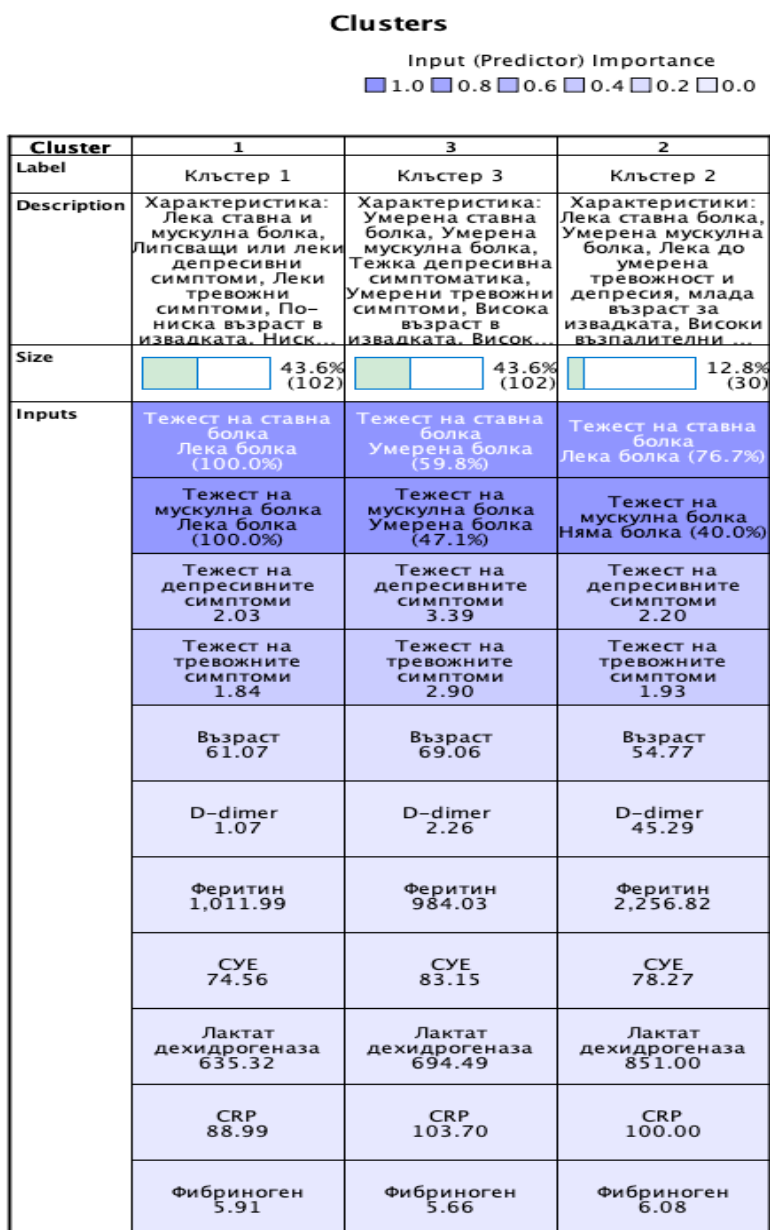 Clusters
Input (Predictor) Importance
1.0 0.8 0.6 0.4 0.2 0.0
Cluster 1 3 2
Label Клъстер 1 Клъстер 3 Клъстер 2
Description
Характеристика:
Лека ставна и
мускулна болка,
Липсващи или леки
депресивни
симптоми, Леки
тревожни
симптоми, По-
ниска възраст в
извадката, Ниск...
Характеристика:
Умерена ставна
болка, Умерена
мускулна болка,
Тежка депресивна
симптоматика,
Умерени тревожни
симптоми, Висока
възраст в
извадката, Висок...
Характеристики:
Лека ставна болка,
Умерена мускулна
болка, Лека до
умерена
тревожност и
депресия, млада
възраст за
извадката, Високи
възпалителни ...
Size
43.6%
(102)
43.6%
(102)
12.8%
(30)
Inputs
Тежест на ставна
болка
Лека болка
(100.0%)
Тежест на ставна
болка
Умерена болка
(59.8%)
Тежест на ставна
болка
Лека болка (76.7%)
Тежест на
мускулна болка
Лека болка
(100.0%)
Тежест на
мускулна болка
Умерена болка
(47.1%)
Тежест на
мускулна болка
Няма болка (40.0%)
Тежест на
депресивните
симптоми
2.03
Тежест на
депресивните
симптоми
3.39
Тежест на
депресивните
симптоми
2.20
Тежест на
тревожните
симптоми
1.84
Тежест на
тревожните
симптоми
2.90
Тежест на
тревожните
симптоми
1.93
Възраст
61.07
Възраст
69.06
Възраст
54.77
D-dimer
1.07
D-dimer
2.26
D-dimer
45.29
Феритин
1,011.99
Феритин
984.03
Феритин
2,256.82
СУЕ
74.56
СУЕ
83.15
СУЕ
78.27
Лактат
дехидрогеназа
635.32
Лактат
дехидрогеназа
694.49
Лактат
дехидрогеназа
851.00
CRP
88.99
CRP
103.70
CRP
100.00
Фибриноген
5.91
Фибриноген
5.66
Фибриноген
6.08